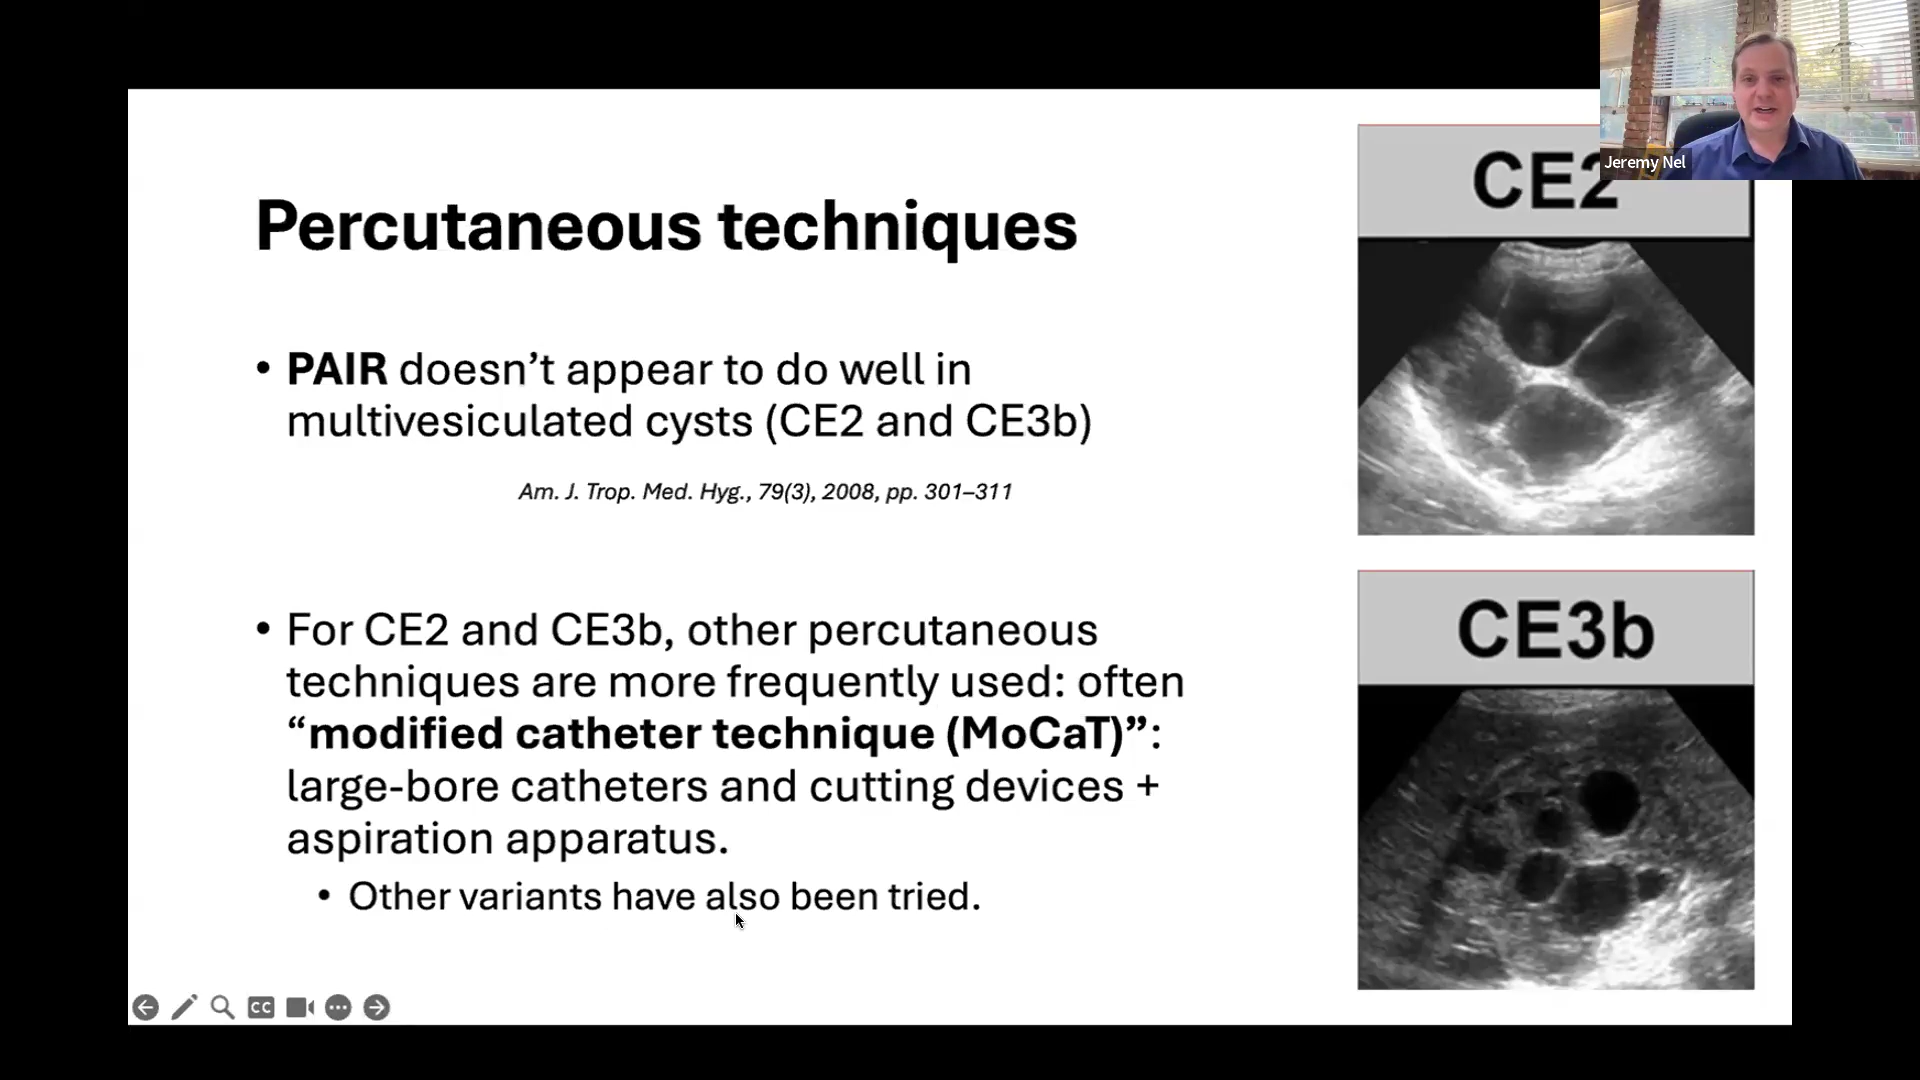 Percutaneous techniques
• PAIR doesn’t appear to do well in
multivesiculated cysts (CE2 and CE3b)
Am. J. Trop. Med. Hyg., 79(3), 2008, pp. 301–311
• For CE2 and CE3b, other percutaneous
techniques are more frequently used: often
“modified catheter technique (MoCaT)”:
large-bore catheters and cutting devices +
aspiration apparatus.
• Other variants have also been tried.
CE2
CE3b
Jeremy Nel
CC